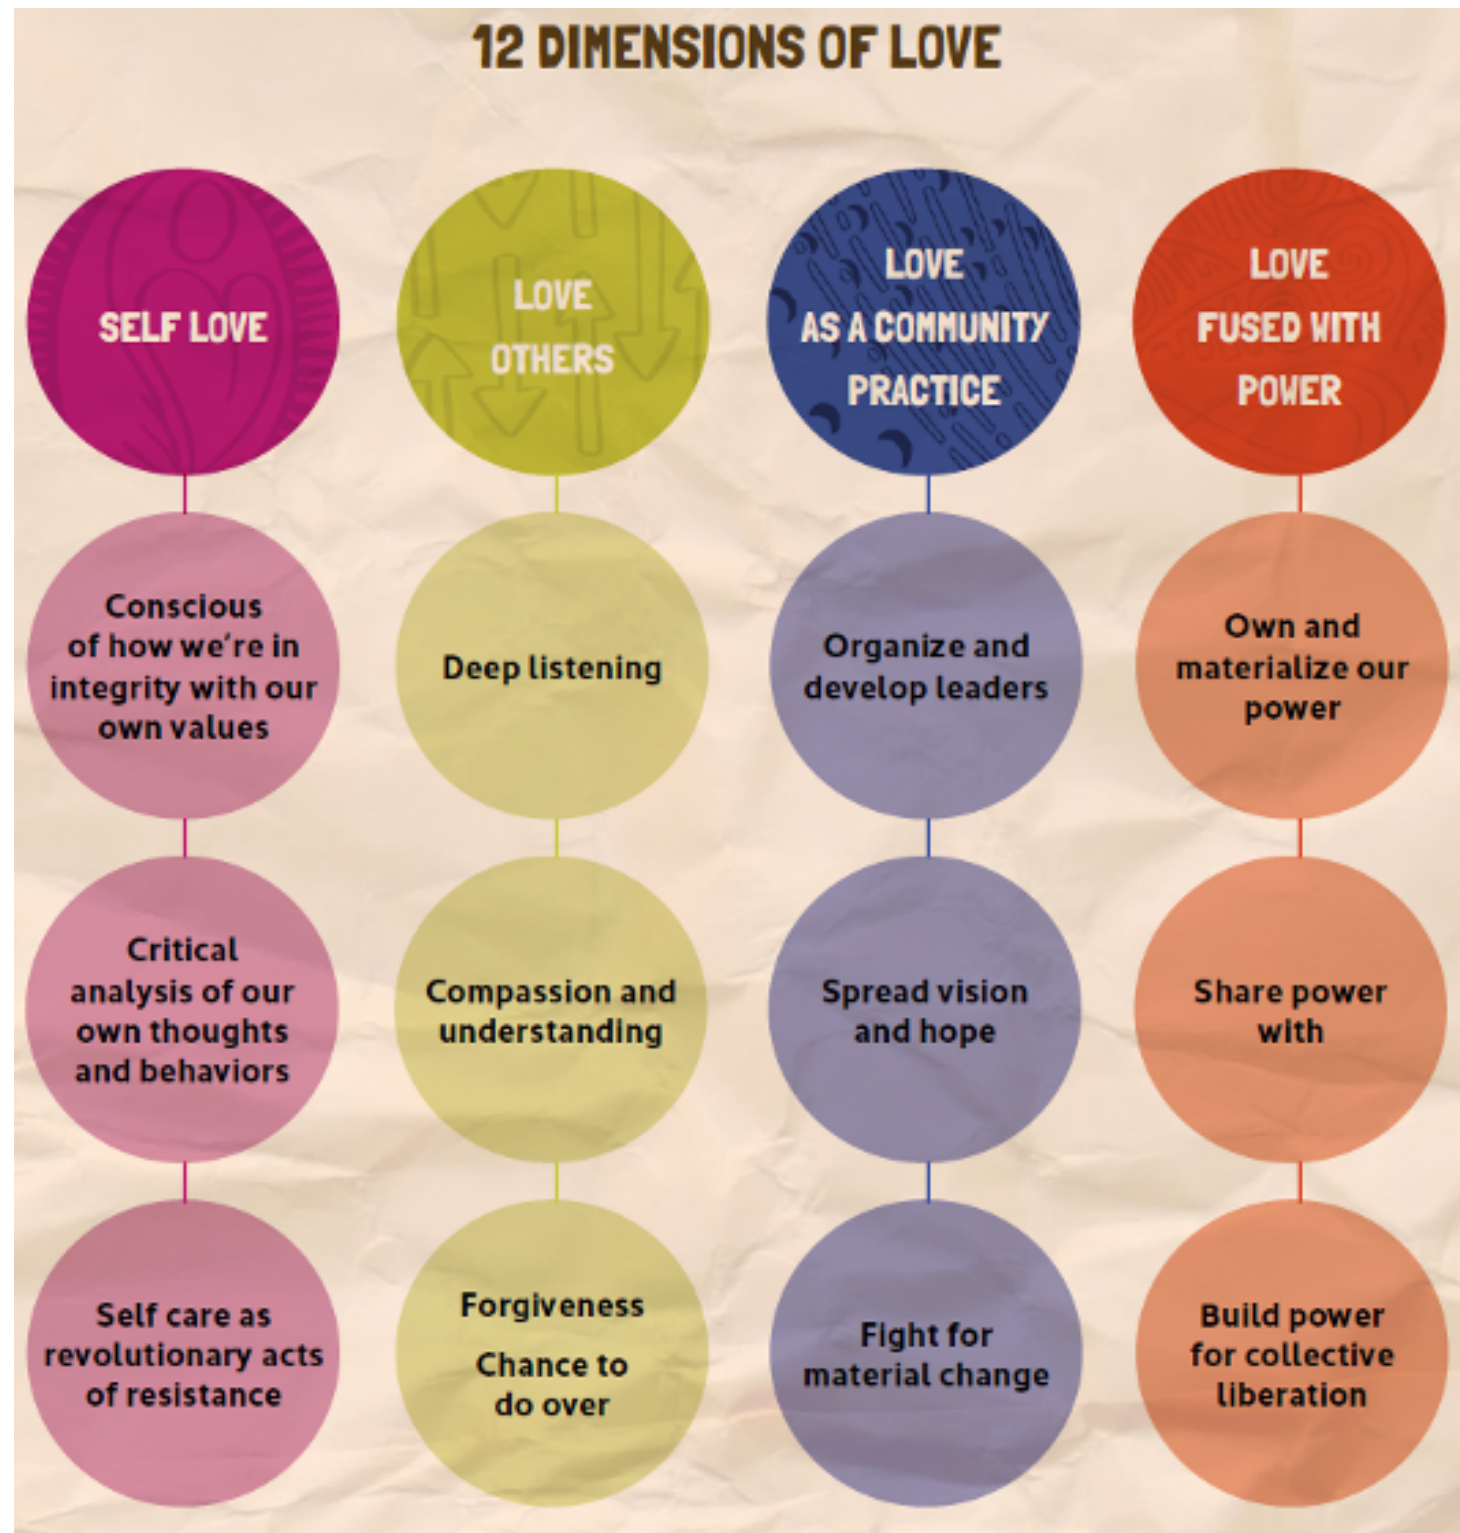 12 DIMENSIONS OF LOVE
SELF LOVE
Conscious
of how we're in
integrity with our
own values
Critical
analysis of our
own thoughts
and behaviors
Self care as
revolutionary acts
of resistance
LOVE
OTHERS
Deep listening
Compassion and
understanding
Forgiveness
Chance to
do over
LOVE
AS A COMMUNITY
PRACTICE
Organize and
develop leaders
Spread vision
and hope
Fight for
material change
LOVE
FUSED WITH
POWER
Own and
materialize our
power
Share power
with
Build power
for collective
liberation